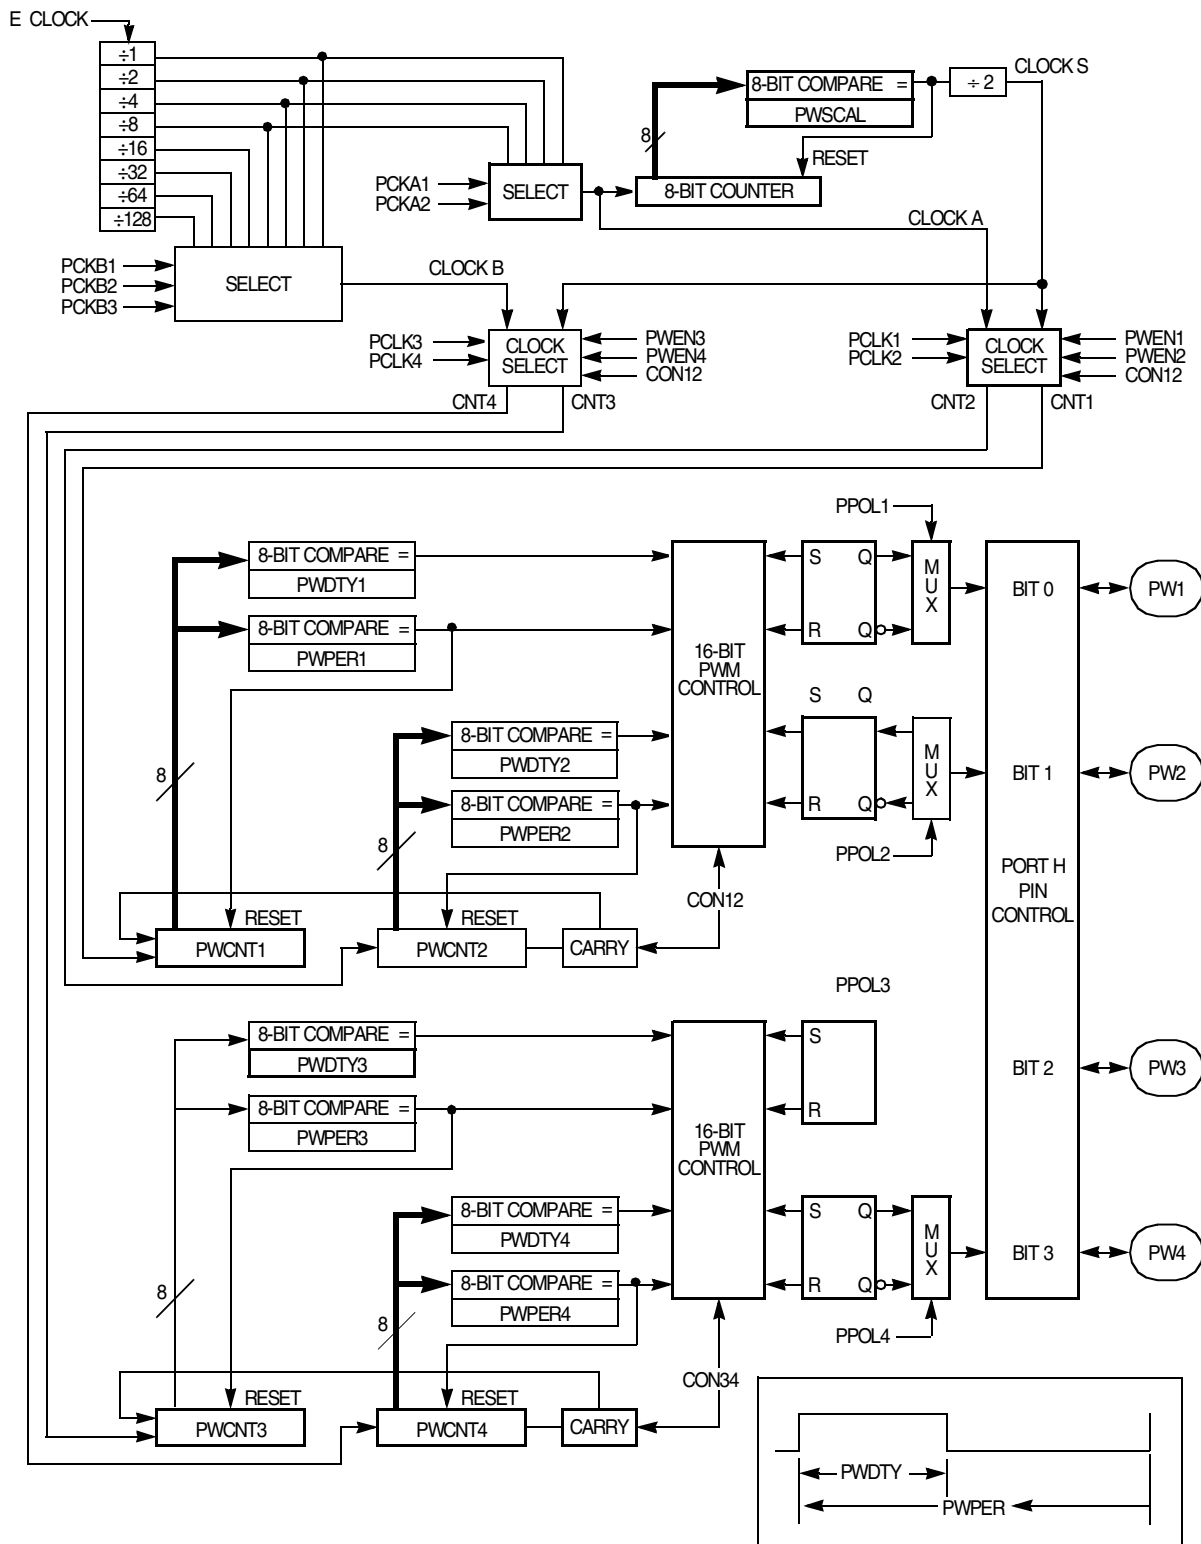 E CLOCK
÷1
÷2
÷4
÷8
÷16
÷32
÷64
÷128
8-BIT COMPARE =
PWSCAL
÷ 2
CLOCK S
8
RESET
PCKA1
PCKA2
SELECT
8-BIT COUNTER
CLOCK A
PCKB1
PCKB2
PCKB3
SELECT
CLOCK B
PCLK3
PCLK4
CLOCK
SELECT
PWEN3
PWEN4
CON12
PCLK1
PCLK2
CLOCK
SELECT
PWEN1
PWEN2
CON12
CNT4
CNT3
CNT2
CNT1
PPOL1
8-BIT COMPARE =
PWDTY1
S Q
R Q
MUX
BIT 0
PW1
8-BIT COMPARE =
PWPER1
16-BIT
PWM
CONTROL
S Q
R Q
8-BIT COMPARE =
PWDTY2
MUX
BIT 1
PW2
8
8-BIT COMPARE =
PWPER2
8
PPOL2
PORT H
PIN
CONTROL
CON12
RESET
PWCNT1
RESET
PWCNT2
CARRY
PPOL3
8-BIT COMPARE =
PWDTY3
S
R
BIT 2
PW3
8-BIT COMPARE =
PWPER3
16-BIT
PWM
CONTROL
8-BIT COMPARE =
PWDTY4
S Q
R Q
MUX
BIT 3
PW4
8
8-BIT COMPARE =
PWPER4
8
PPOL4
CON34
RESET
PWCNT3
RESET
PWCNT4
CARRY
PWDTY
PWPER